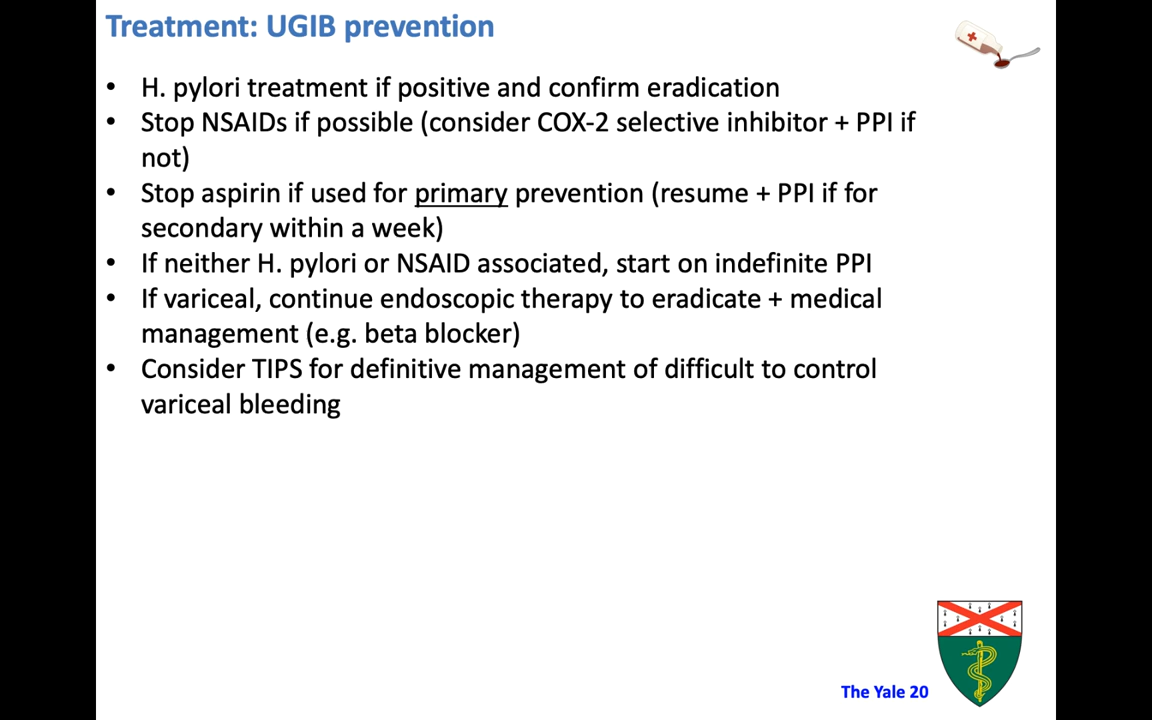 Treatment: UGIB prevention
• H. pylori treatment if positive and confirm eradication
• Stop NSAIDs if possible (consider COX-2 selective inhibitor + PPI if
not)
• Stop aspirin if used for primary prevention (resume + PPI if for
secondary within a week)
• If neither H. pylori or NSAID associated, start on indefinite PPI
• If variceal, continue endoscopic therapy to eradicate + medical
management (e.g. beta blocker)
• Consider TIPS for definitive management of difficult to control
variceal bleeding
The Yale 20